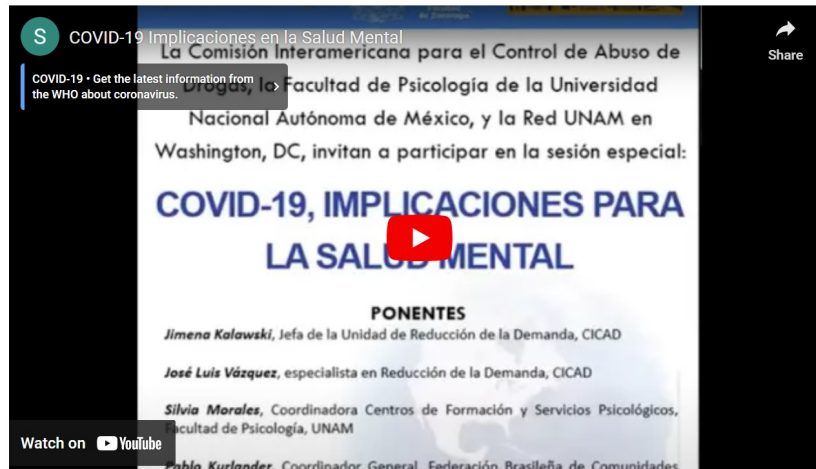 S
COVID-19 Implicaciones en la Salud Mental
Share
COVID-19 • Get the latest information from
the WHO about coronavirus.
La Comisión Interamericana para el Control de Abuso de
Drogas, la Facultad de Psicología de la Universidad
Nacional Autónoma de México, y la Red UNAM en
Washington, DC, invitan a participar en la sesión especial:
COVID-19, IMPLICACIONES PARA
LA SALUD MENTAL
PONENTES
Jimena Kalawski, Jefa de la Unidad de Reducción de la Demanda, CICAD
José Luis Vázquez, especialista en Reducción de la Demanda, CICAD
Silvia Morales, Coordinadora Centros de Formación y Servicios Psicológicos,
Facultad de Psicología, UNAM
Pablo Kurlander, Coordinador General, Federación Brasileña de Comunidades
Watch on YouTube